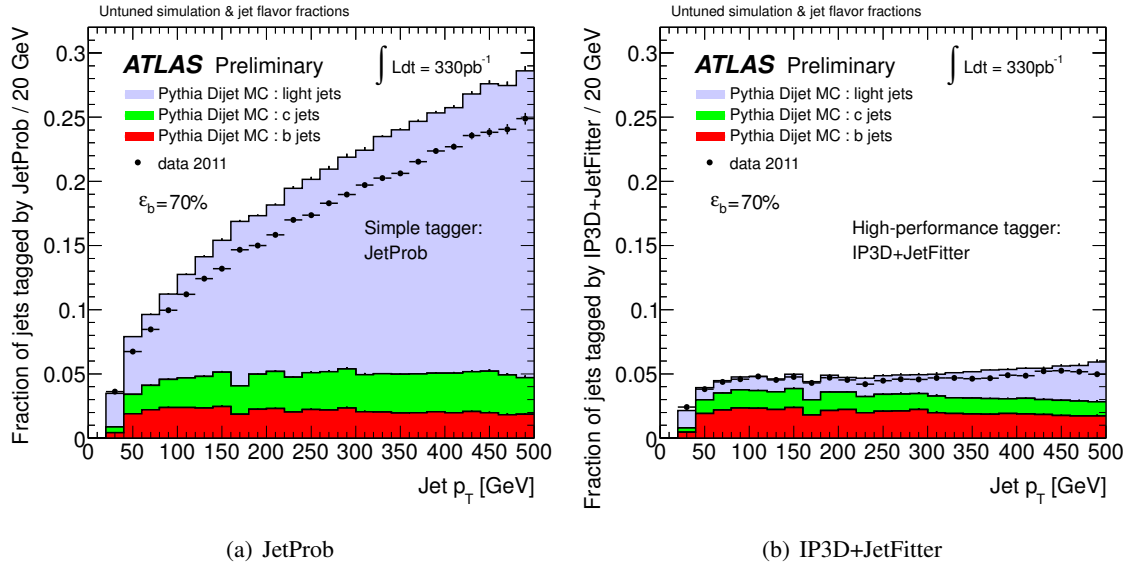 Untuned simulation & jet flavor fractions
Fraction of jets tagged by JetProb / 20 GeV
0.3
0.25
0.2
0.15
0.1
0.05
0
ATLAS Preliminary
∫ Ldt = 330pb⁻¹
Pythia Dijet MC : light jets
Pythia Dijet MC : c jets
Pythia Dijet MC : b jets
data 2011
ε_b=70%
Simple tagger:
JetProb
0 50 100 150 200 250 300 350 400 450 500
Jet p_T [GeV]
(a) JetProb
Untuned simulation & jet flavor fractions
Fraction of jets tagged by IP3D+JetFitter / 20 GeV
0.3
0.25
0.2
0.15
0.1
0.05
0
ATLAS Preliminary
∫ Ldt = 330pb⁻¹
Pythia Dijet MC : light jets
Pythia Dijet MC : c jets
Pythia Dijet MC : b jets
data 2011
ε_b=70%
High-performance tagger:
IP3D+JetFitter
0 50 100 150 200 250 300 350 400 450 500
Jet p_T [GeV]
(b) IP3D+JetFitter